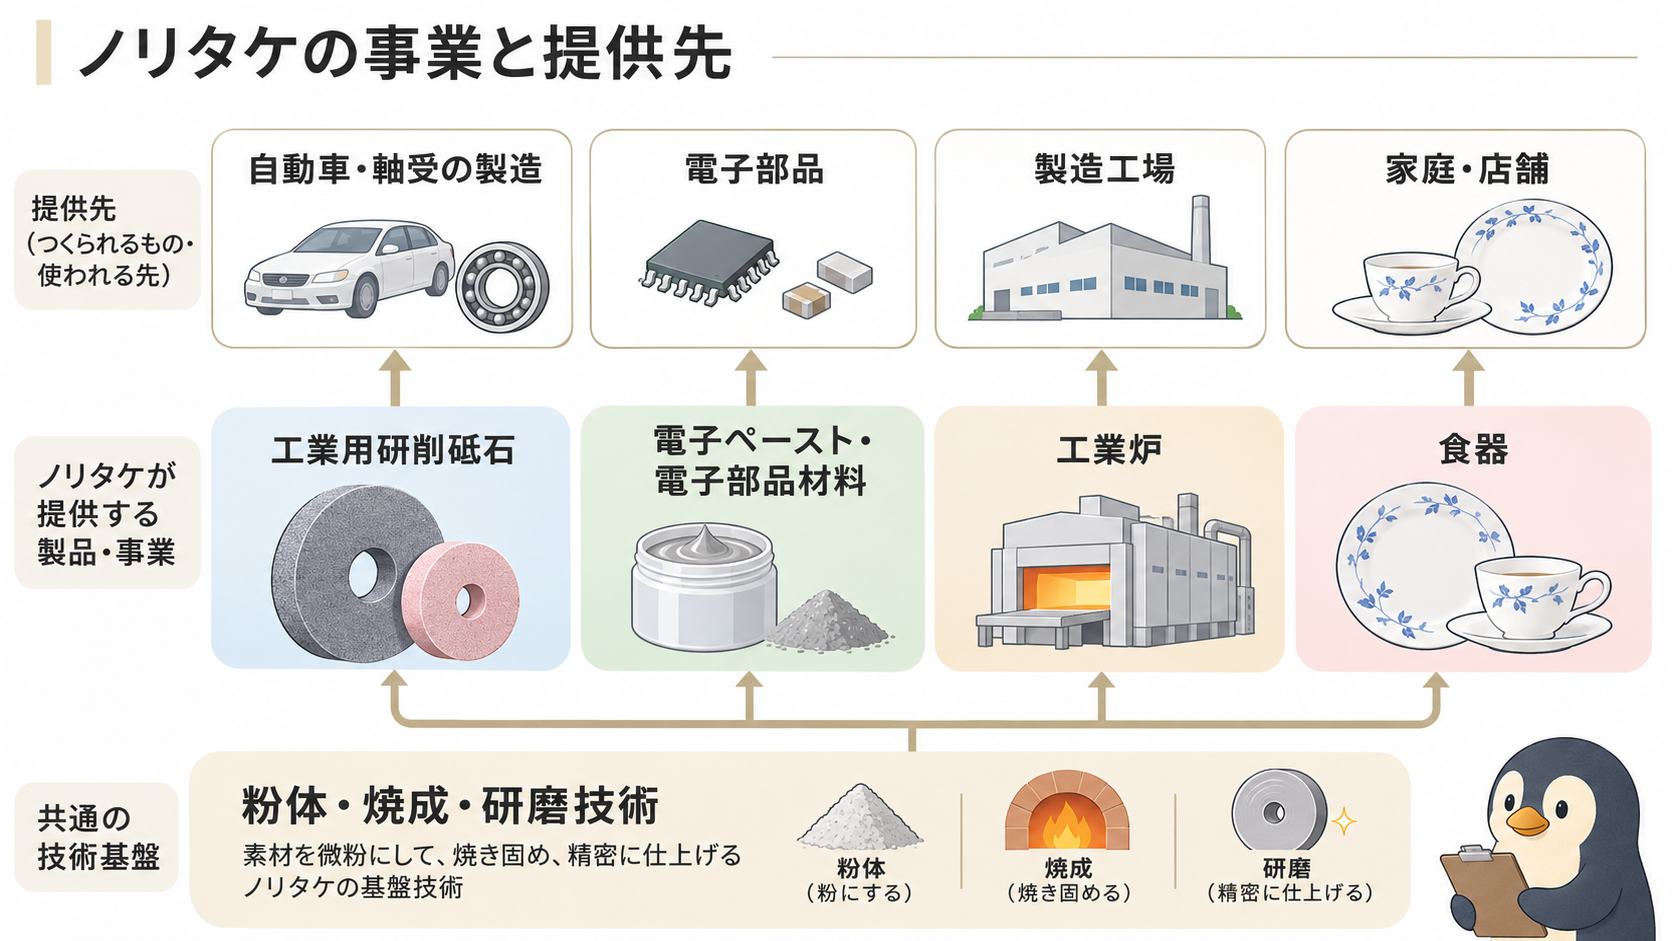 ノリタケの事業と提供先
提供先
（つくられるもの・
使われる先）
自動車・軸受の製造
電子部品
製造工場
家庭・店舗
ノリタケが
提供する
製品・事業
工業用研削砥石
電子ペースト・
電子部品材料
工業炉
食器
共通の
技術基盤
粉体・焼成・研磨技術
素材を微粉にして、焼き固め、精密に仕上げる
ノリタケの基盤技術
粉体
（粉にする）
焼成
（焼き固める）
研磨
（精密に仕上げる）